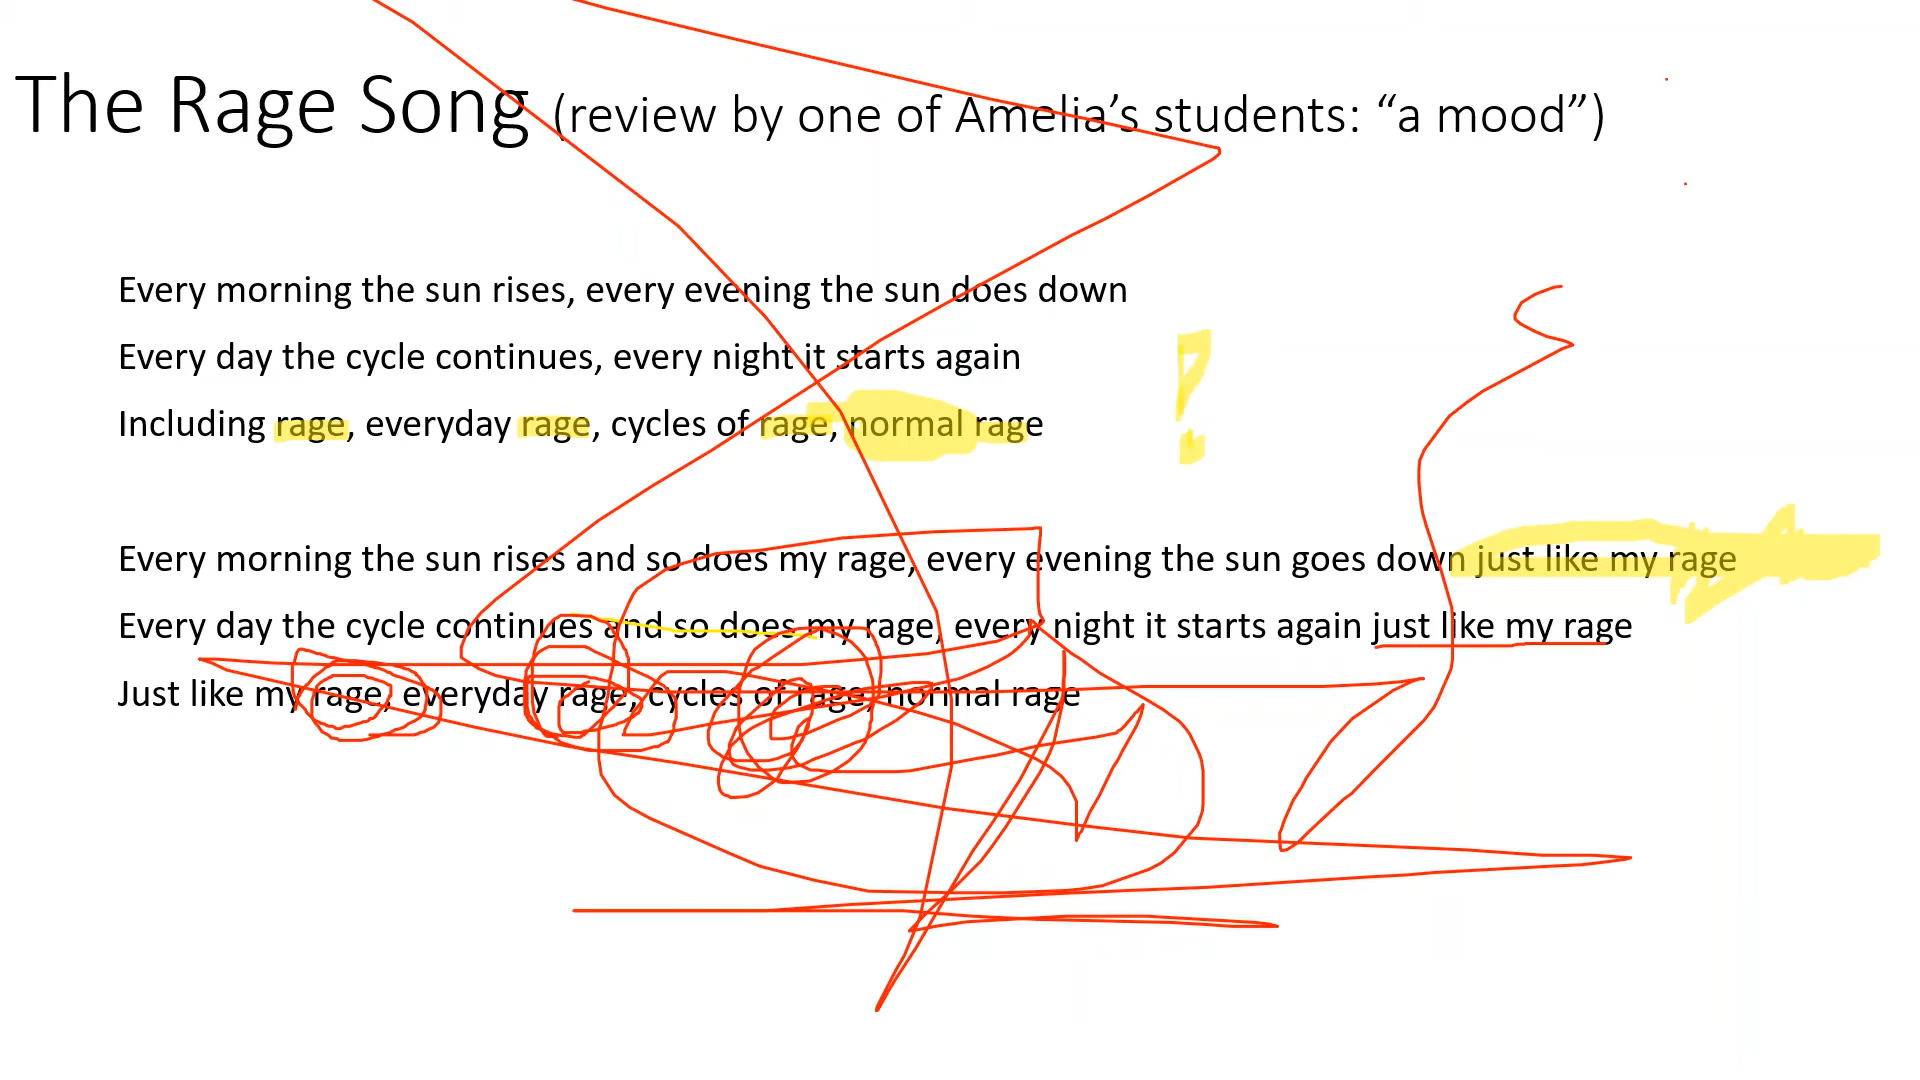 The Rage Song (review by one of Amelia’s students: “a mood”)
Every morning the sun rises, every evening the sun does down
Every day the cycle continues, every night it starts again
Including rage, everyday rage, cycles of rage, normal rage
Every morning the sun rises and so does my rage, every evening the sun goes down just like my rage
Every day the cycle continues and so does my rage, every night it starts again just like my rage
Just like my rage, everyday rage, cycles of rage, normal rage